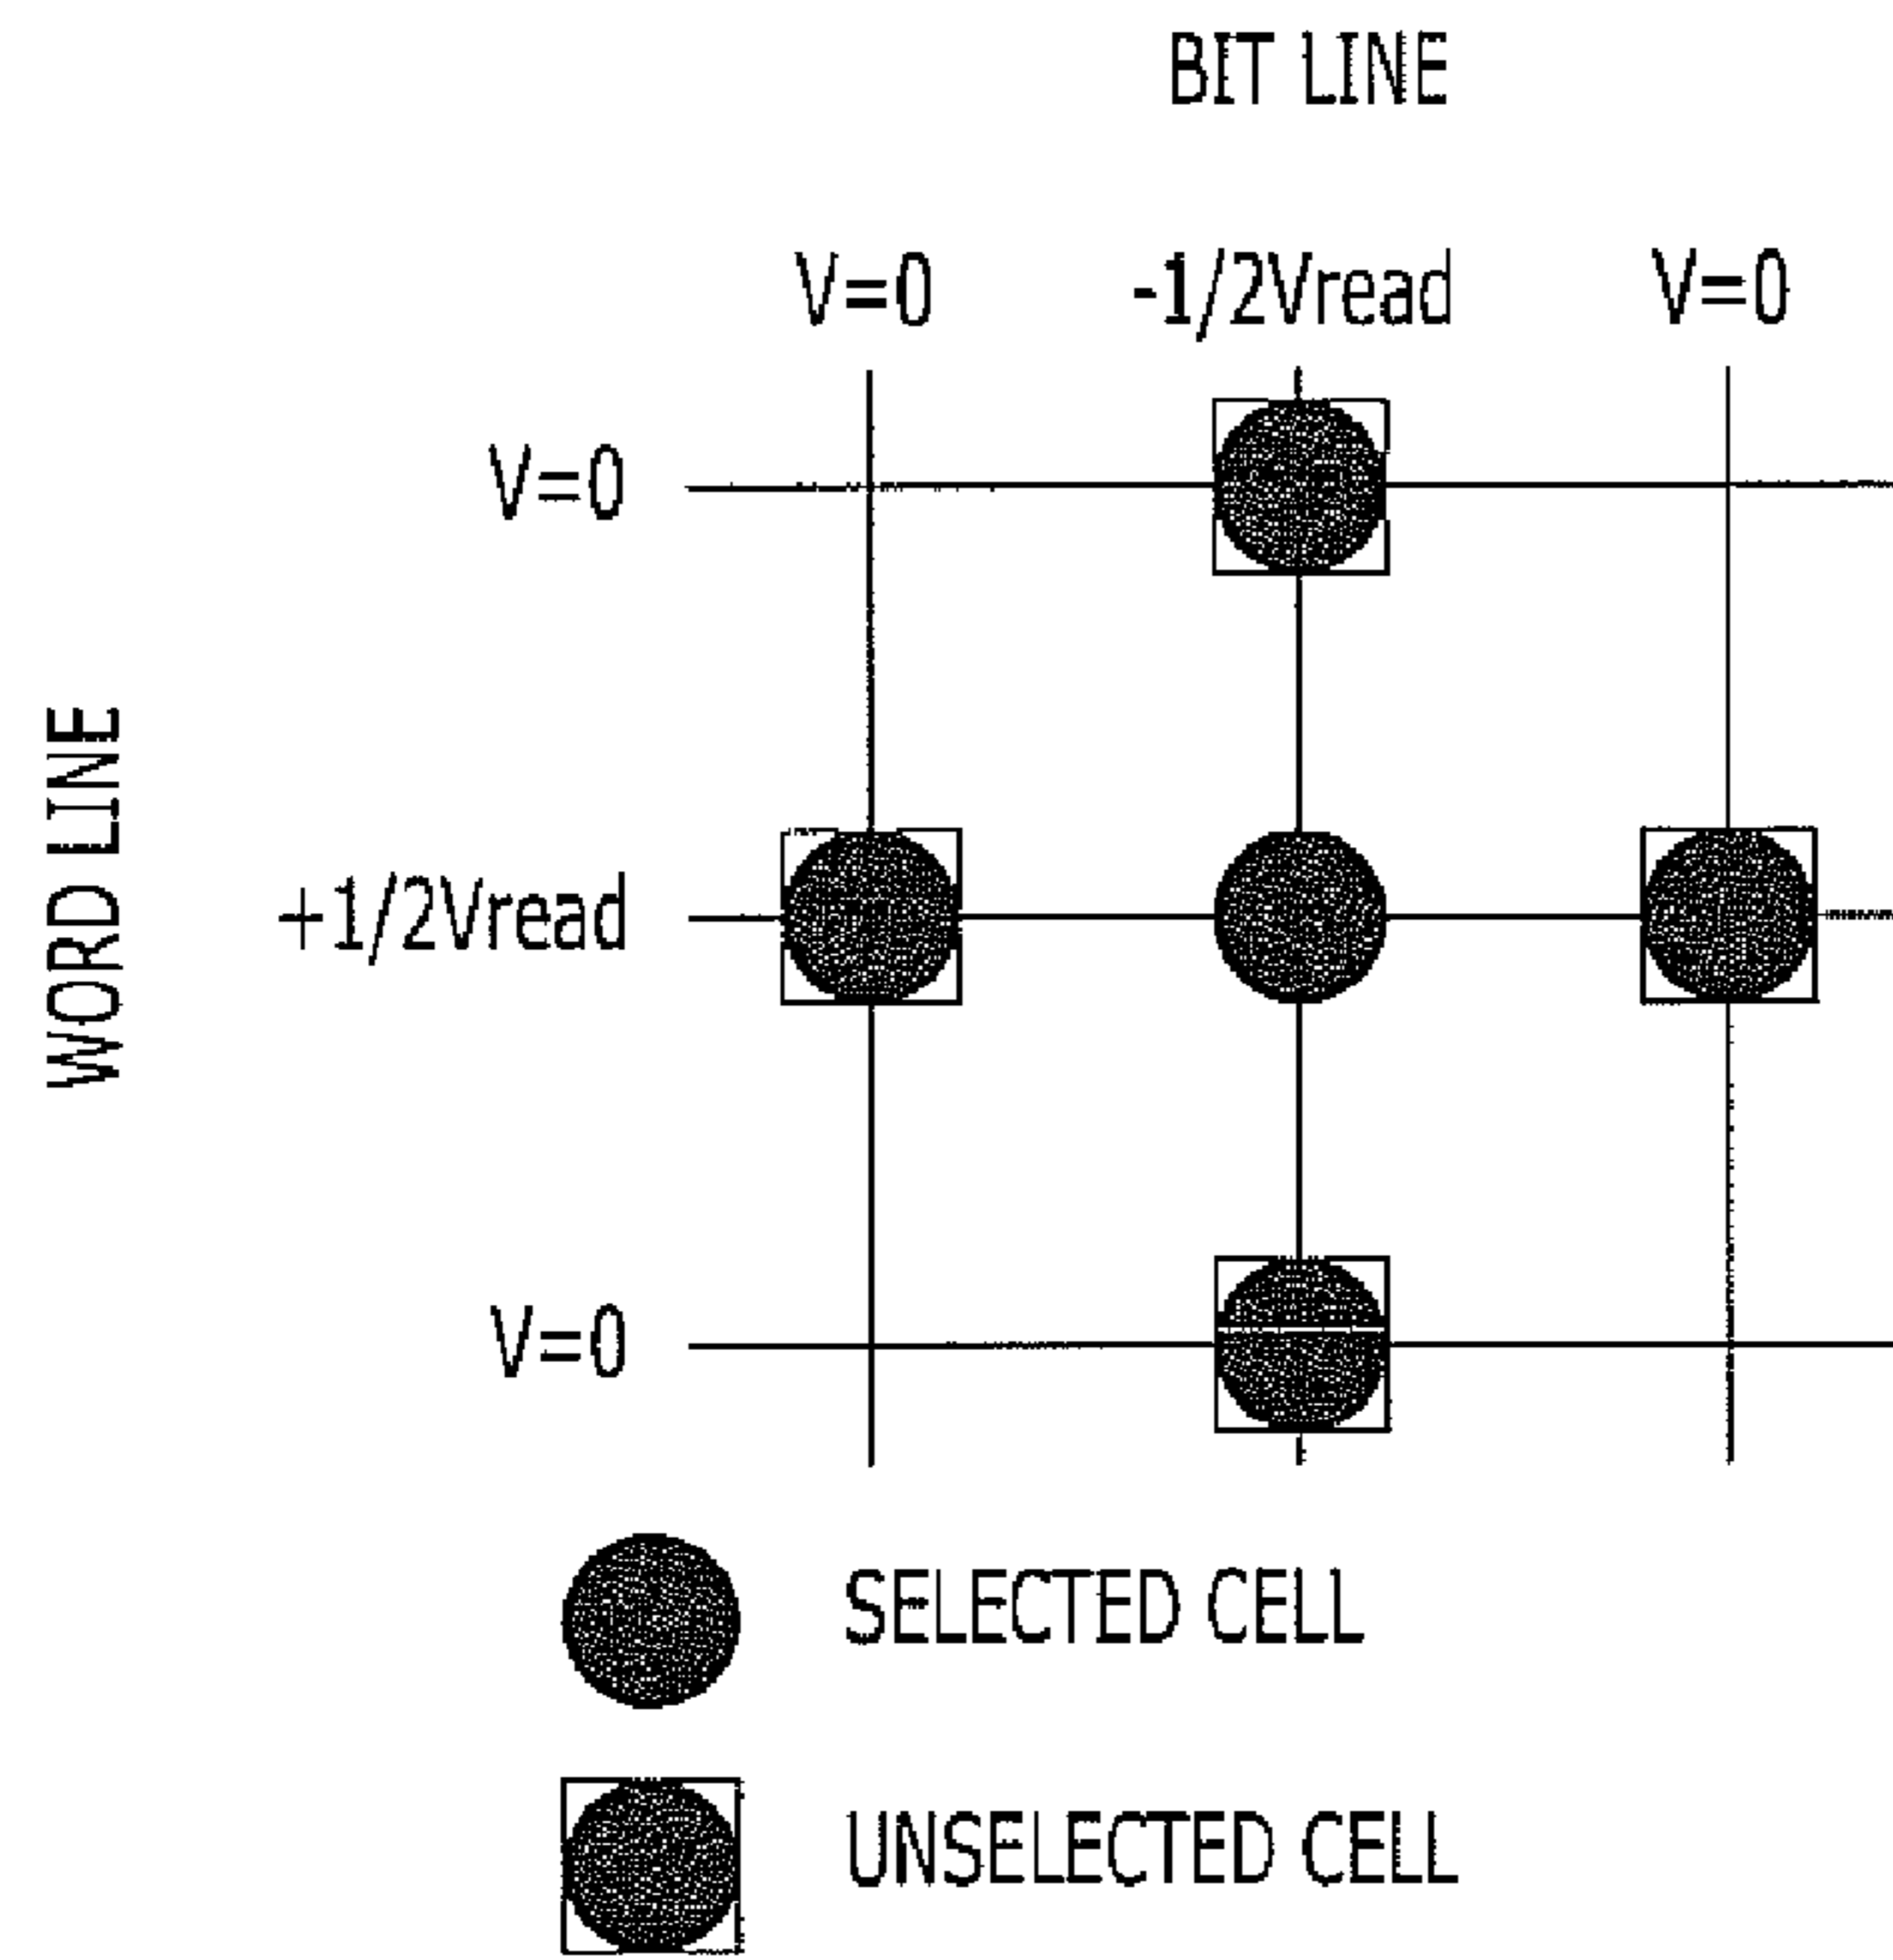 BIT LINE
V=0 -1/2Vread V=0
V=0
WORD LINE
+1/2Vread
V=0
SELECTED CELL
UNSELECTED CELL